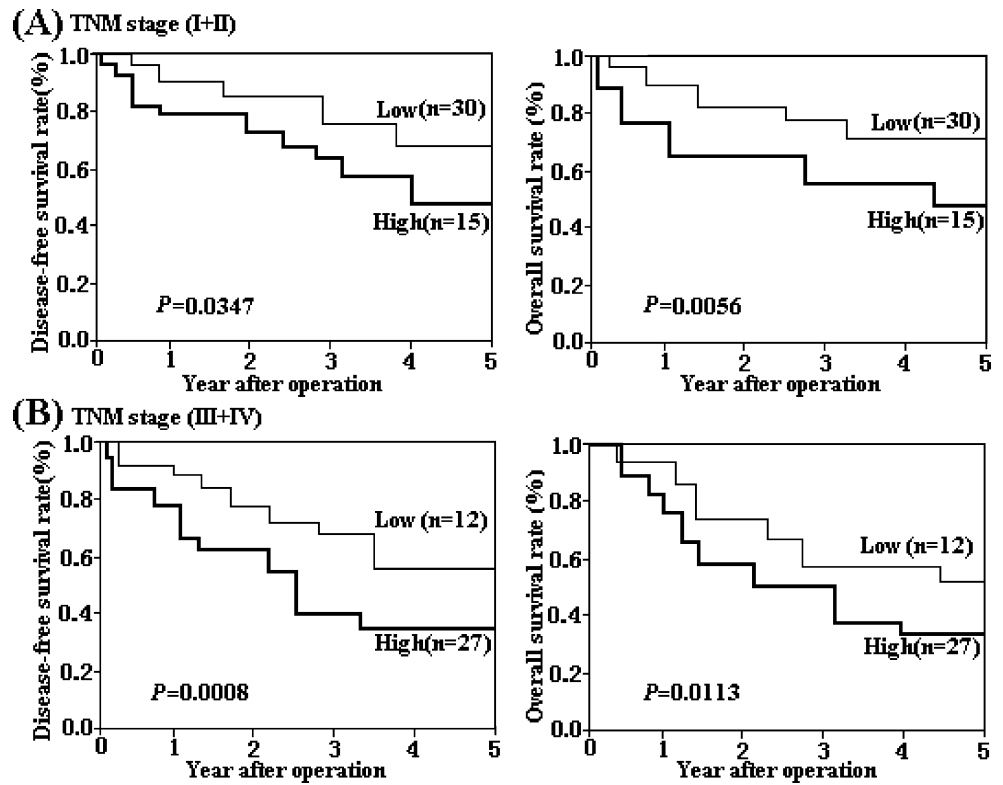 (A) TNM stage (I+II)
Disease-free survival rate(%)
1.0
0.8
0.6
0.4
0.2
0.0
Low(n=30)
High(n=15)
P=0.0347
0 1 2 3 4 5
Year after operation
Overall survival rate (%)
1.0
0.8
0.6
0.4
0.2
0.0
Low(n=30)
High(n=15)
P=0.0056
0 1 2 3 4 5
Year after operation
(B) TNM stage (III+IV)
Disease-free survival rate(%)
1.0
0.8
0.6
0.4
0.2
0.0
Low (n=12)
High(n=27)
P=0.0008
0 1 2 3 4 5
Year after operation
Overall survival rate (%)
1.0
0.8
0.6
0.4
0.2
0.0
Low (n=12)
High(n=27)
P=0.0113
0 1 2 3 4 5
Year after operation